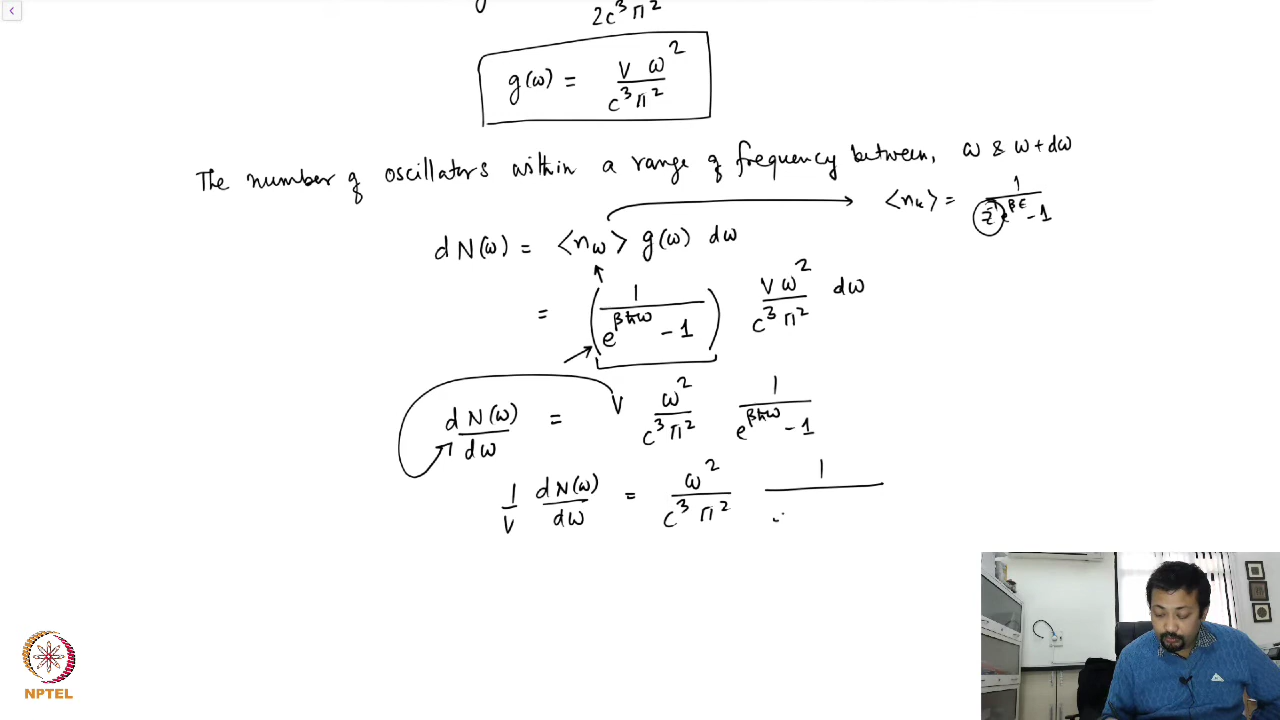 2c³π²
g(ω) = V ω² / c³π²
The number of oscillators within a range of frequency between, ω & ω+dω
<n_k> = 1 / z⁻¹e^βϵ - 1
dN(ω) = <n_ω> g(ω) dω
= ( 1 / e^βħω - 1 ) Vω² / c³π² dω
dN(ω) / dω = V ω² / c³π² 1 / e^βħω - 1
1/V dN(ω) / dω = ω² / c³π² 1 /
NPTEL